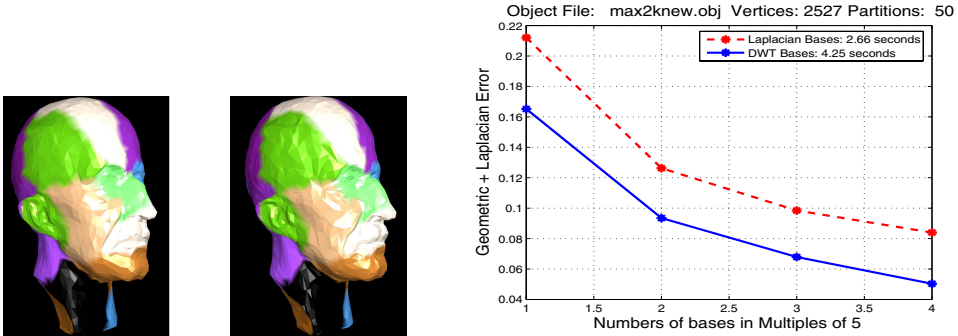 Object File: max2knew.obj Vertices: 2527 Partitions: 50
0.22
0.2
0.18
0.16
0.14
0.12
0.1
0.08
0.06
0.04
Geometric + Laplacian Error
Laplacian Bases: 2.66 seconds
DWT Bases: 4.25 seconds
1 1.5 2 2.5 3 3.5 4
Numbers of bases in Multiples of 5